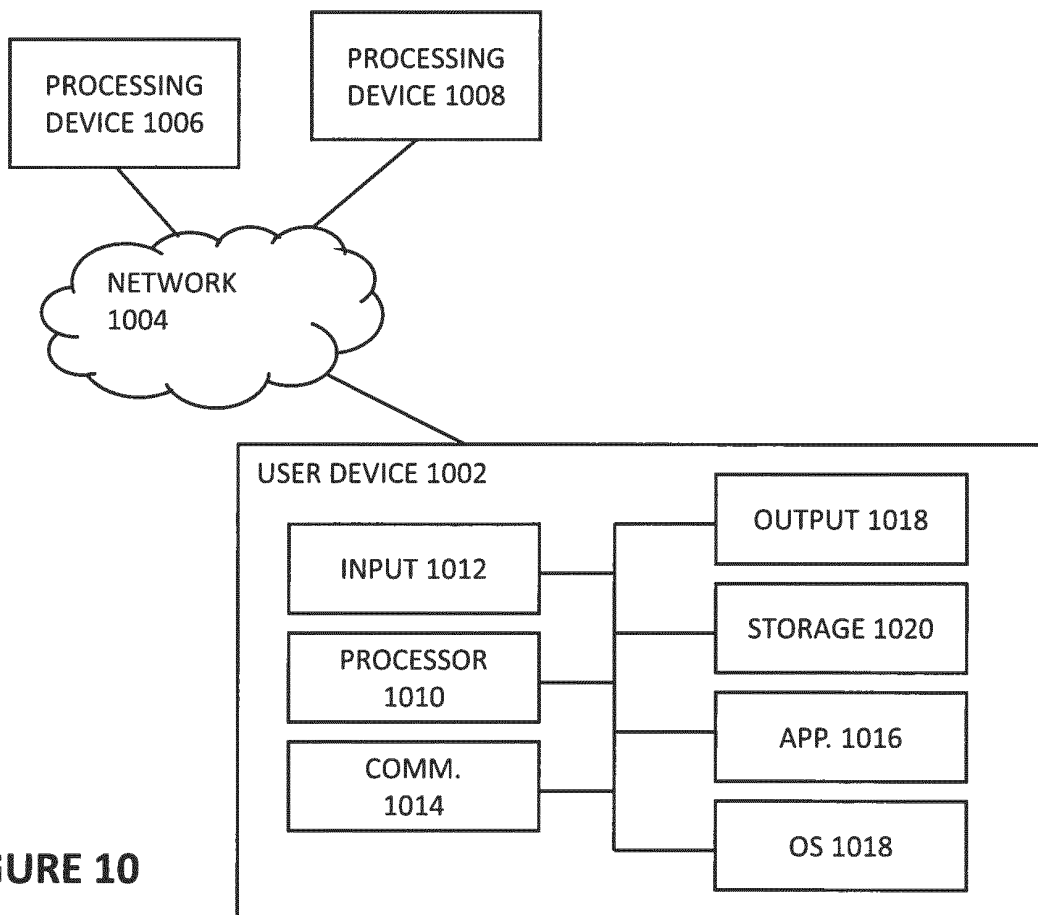 PROCESSING
DEVICE 1006
PROCESSING
DEVICE 1008
NETWORK
1004
USER DEVICE 1002
INPUT 1012
PROCESSOR
1010
COMM.
1014
OUTPUT 1018
STORAGE 1020
APP. 1016
OS 1018
GURE 10